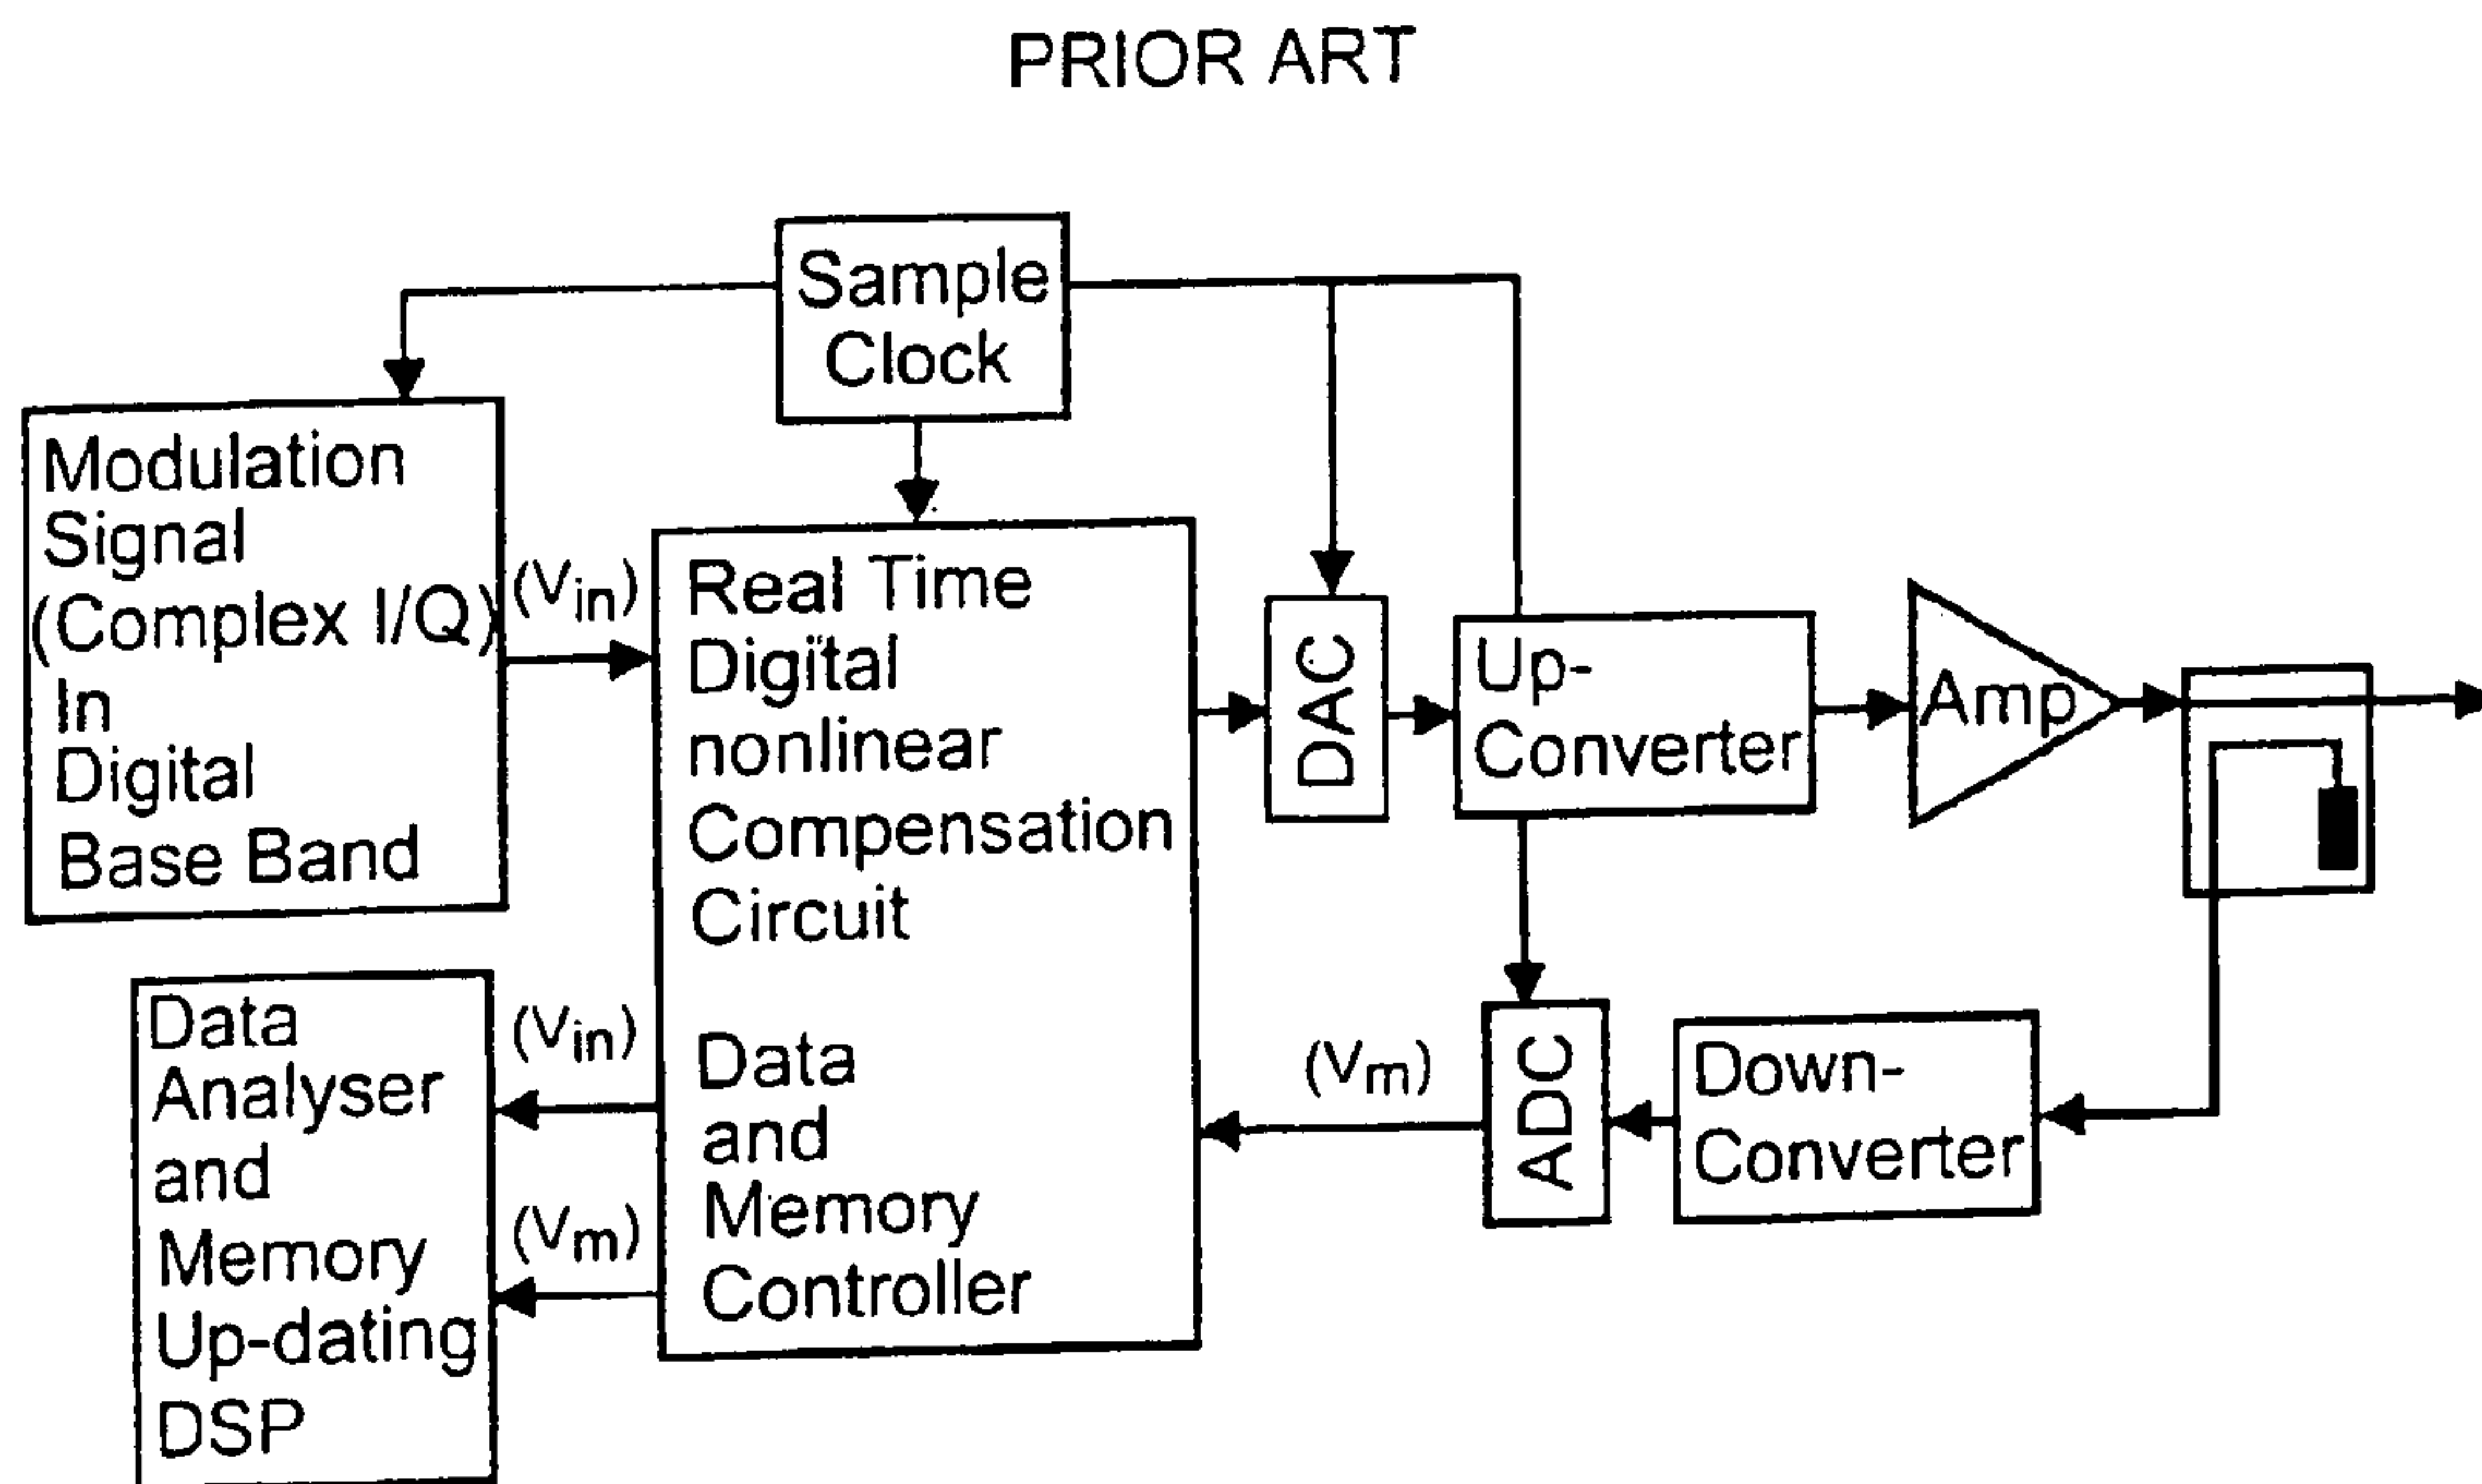 PRIOR ART
Sample
Clock
Modulation
Signal
(Complex I/Q)
In
Digital
Base Band
(Vin)
Real Time
Digital
nonlinear
Compensation
Circuit
Data
and
Memory
Controller
DAC
Up-
Converter
Amp
Data
Analyser
and
Memory
Up-dating
DSP
(Vin)
(Vm)
(Vm)
ADC
Down-
Converter